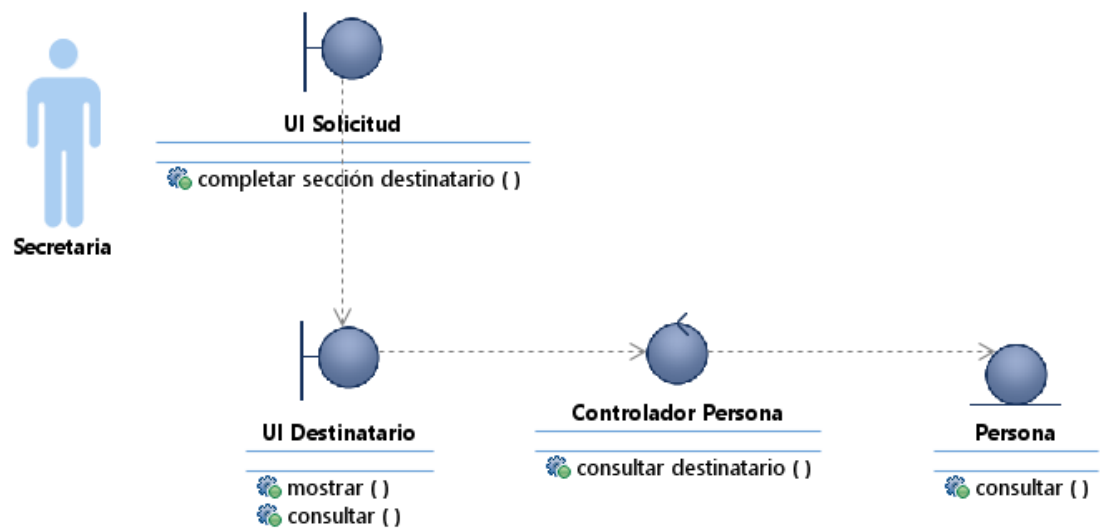 UI Solicitud
completar sección destinatario ( )
Secretaria
UI Destinatario
mostrar ( )
consultar ( )
Controlador Persona
consultar destinatario ( )
Persona
consultar ( )